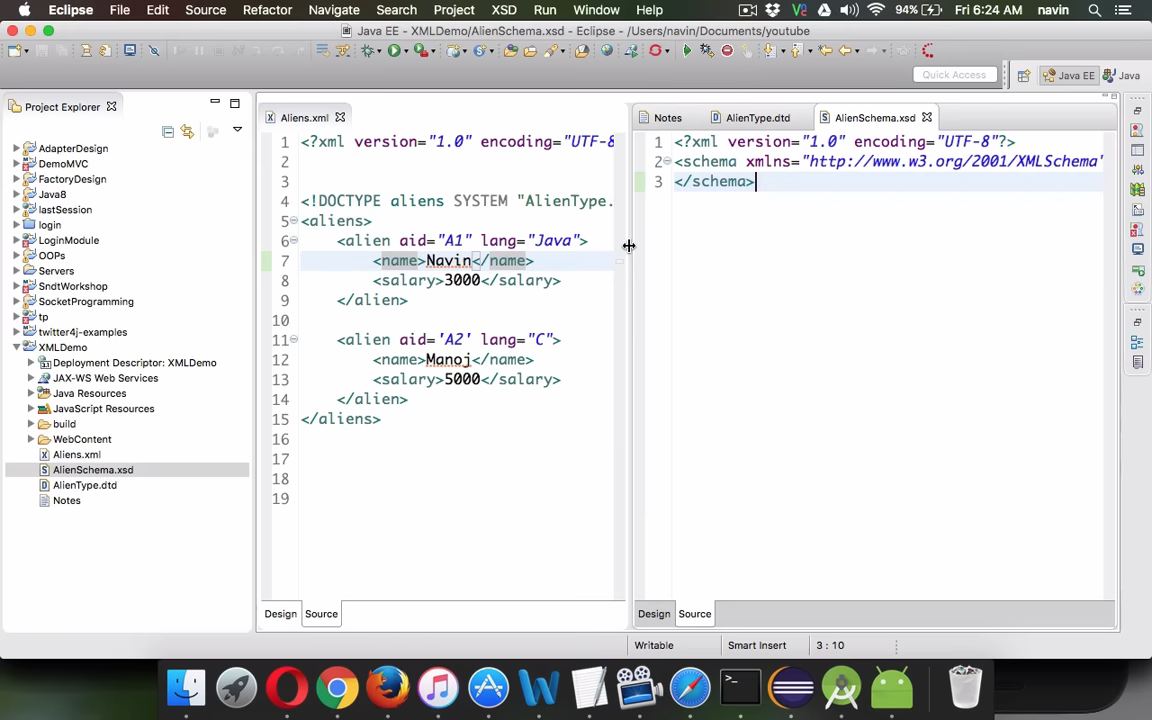 Eclipse File Edit Source Refactor Navigate Search Project XSD Run Window Help 94% Fri 6:24 AM navin
Java EE - XMLDemo/AlienSchema.xsd - Eclipse - /Users/navin/Documents/youtube
Quick Access Java EE Java
Project Explorer
AdapterDesign
DemoMVC
FactoryDesign
Java8
lastSession
login
LoginModule
OOPs
Servers
SndtWorkshop
SocketProgramming
tp
twitter4j-examples
XMLDemo
Deployment Descriptor: XMLDemo
JAX-WS Web Services
Java Resources
JavaScript Resources
build
WebContent
Aliens.xml
AlienSchema.xsd
AlienType.dtd
Notes
Aliens.xml
1 <?xml version="1.0" encoding="UTF-8
2
3
4 <!DOCTYPE aliens SYSTEM "AlienType.
5 <aliens>
6 <alien aid="A1" lang="Java">
7 <name>Navin</name>
8 <salary>3000</salary>
9 </alien>
10
11 <alien aid='A2' lang="C">
12 <name>Manoj</name>
13 <salary>5000</salary>
14 </alien>
15 </aliens>
16
17
18
19
Design Source
Notes AlienType.dtd AlienSchema.xsd
1 <?xml version="1.0" encoding="UTF-8"?>
2 <schema xmlns="http://www.w3.org/2001/XMLSchema"
3 </schema>
Design Source
Writable Smart Insert 3 : 10